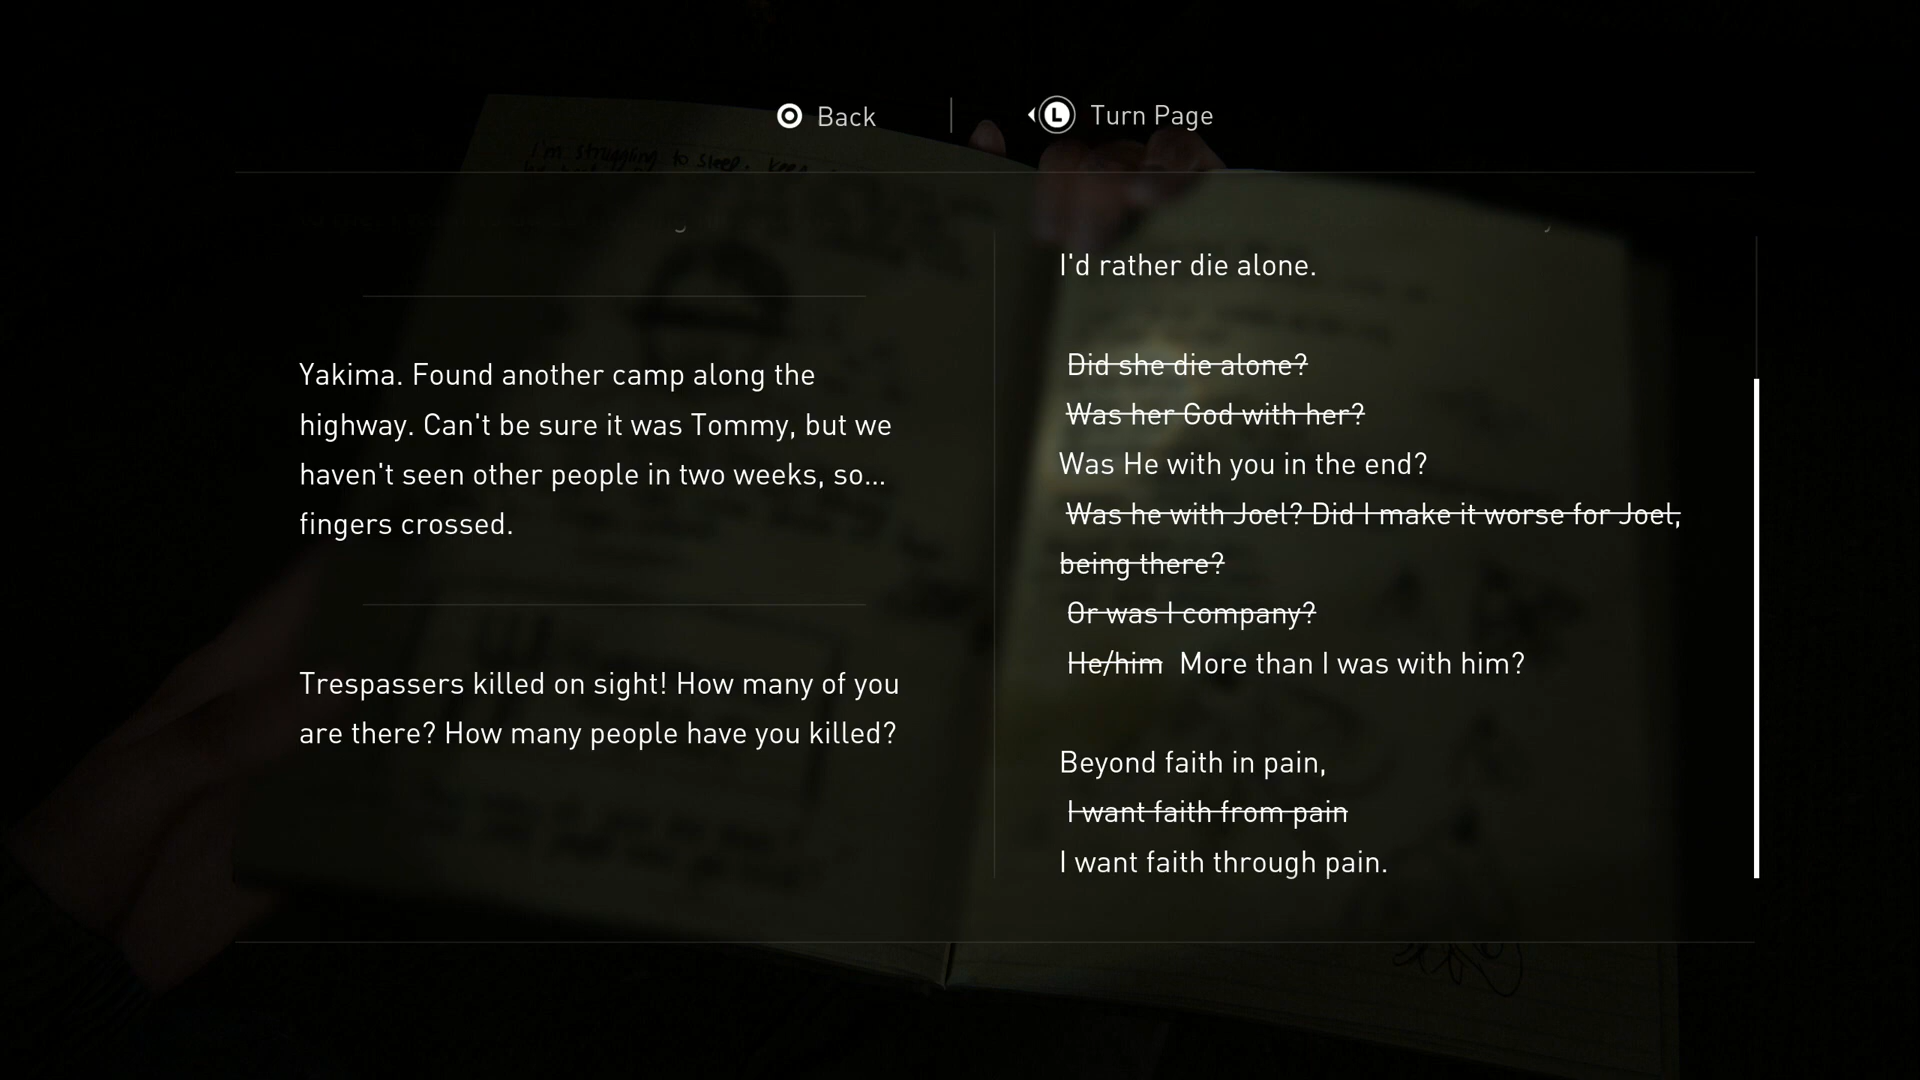 Back
L Turn Page
I'm struggling to sleep. Keep
Yakima. Found another camp along the
highway. Can't be sure it was Tommy, but we
haven't seen other people in two weeks, so...
fingers crossed.
Trespassers killed on sight! How many of you
are there? How many people have you killed?
I'd rather die alone.
Did she die alone?
Was her God with her?
Was He with you in the end?
Was he with Joel? Did I make it worse for Joel,
being there?
Or was I company?
He/him More than I was with him?
Beyond faith in pain,
I want faith from pain
I want faith through pain.